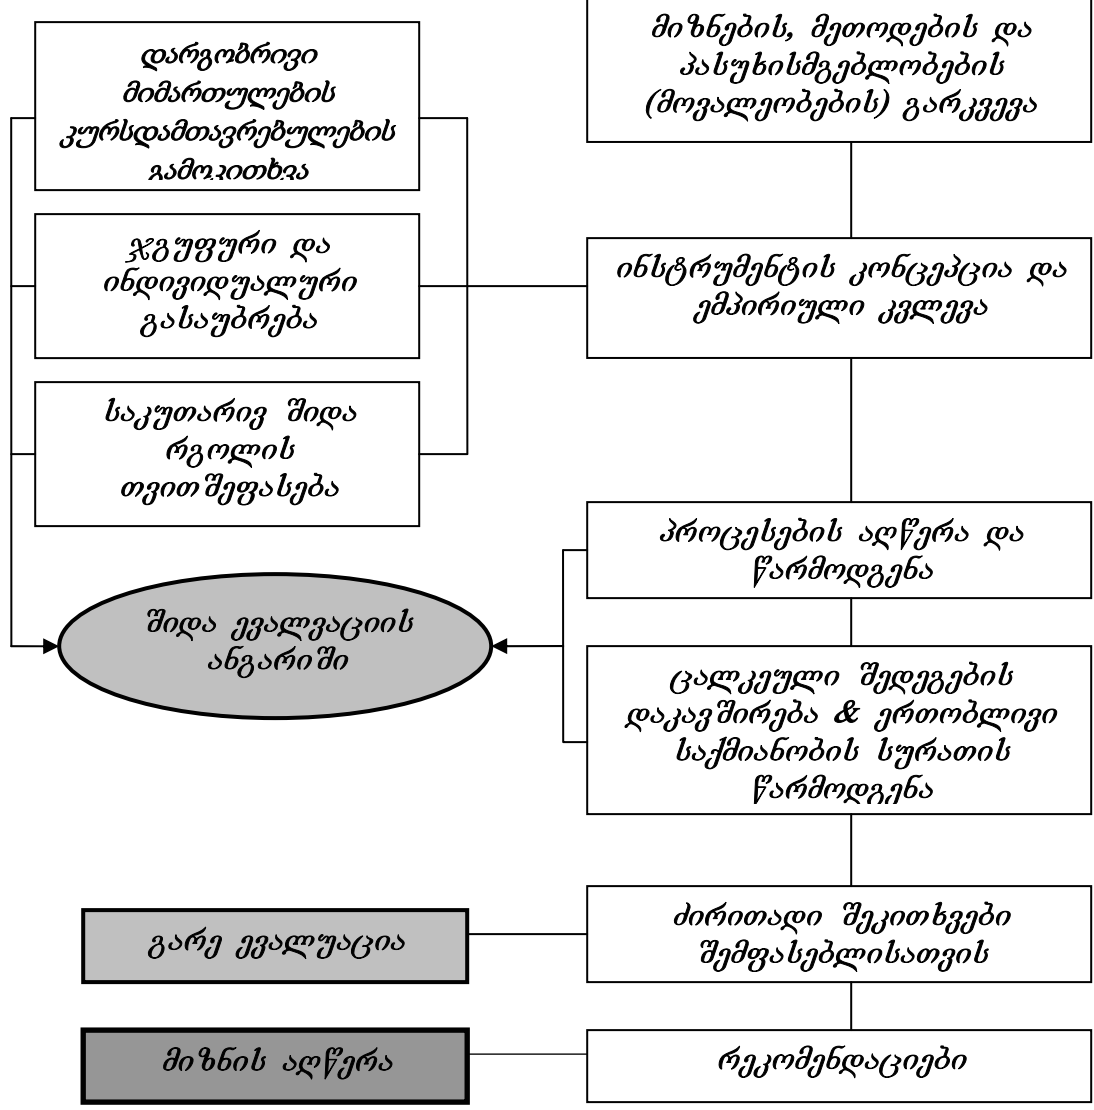 დარგობრივი
მიმართულების
კურსდამთავრებულების
გამოკითხვა
ჯგუფური და
ინდივიდუალური
გასაუბრება
საკუთარივ შიდა
რგოლის
თვითშეფასება
შიდა ევალვაციის
ანგარიში
გარე ევალუაცია
მიზნის აღწერა
მიზნების, მეთოდების და
პასუხისმგებლობების
(მოვალეობების) გარკვევა
ინსტრუმენტის კონცეპცია და
ემპირიული კვლევა
პროცესების აღწერა და
წარმოდგენა
ცალკეული შედეგების
დაკავშირება & ერთობლივი
საქმიანობის სურათის
წარმოდგენა
ძირითადი შეკითხვები
შემფასებლისათვის
რეკომენდაციები